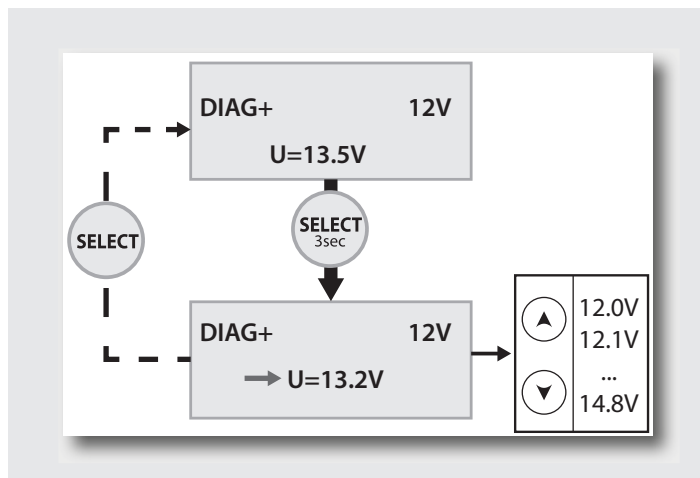 DIAG+ 12V
U=13.5V
SELECT
3sec
SELECT
DIAG+ 12V
U=13.2V
12.0V
12.1V
...
14.8V